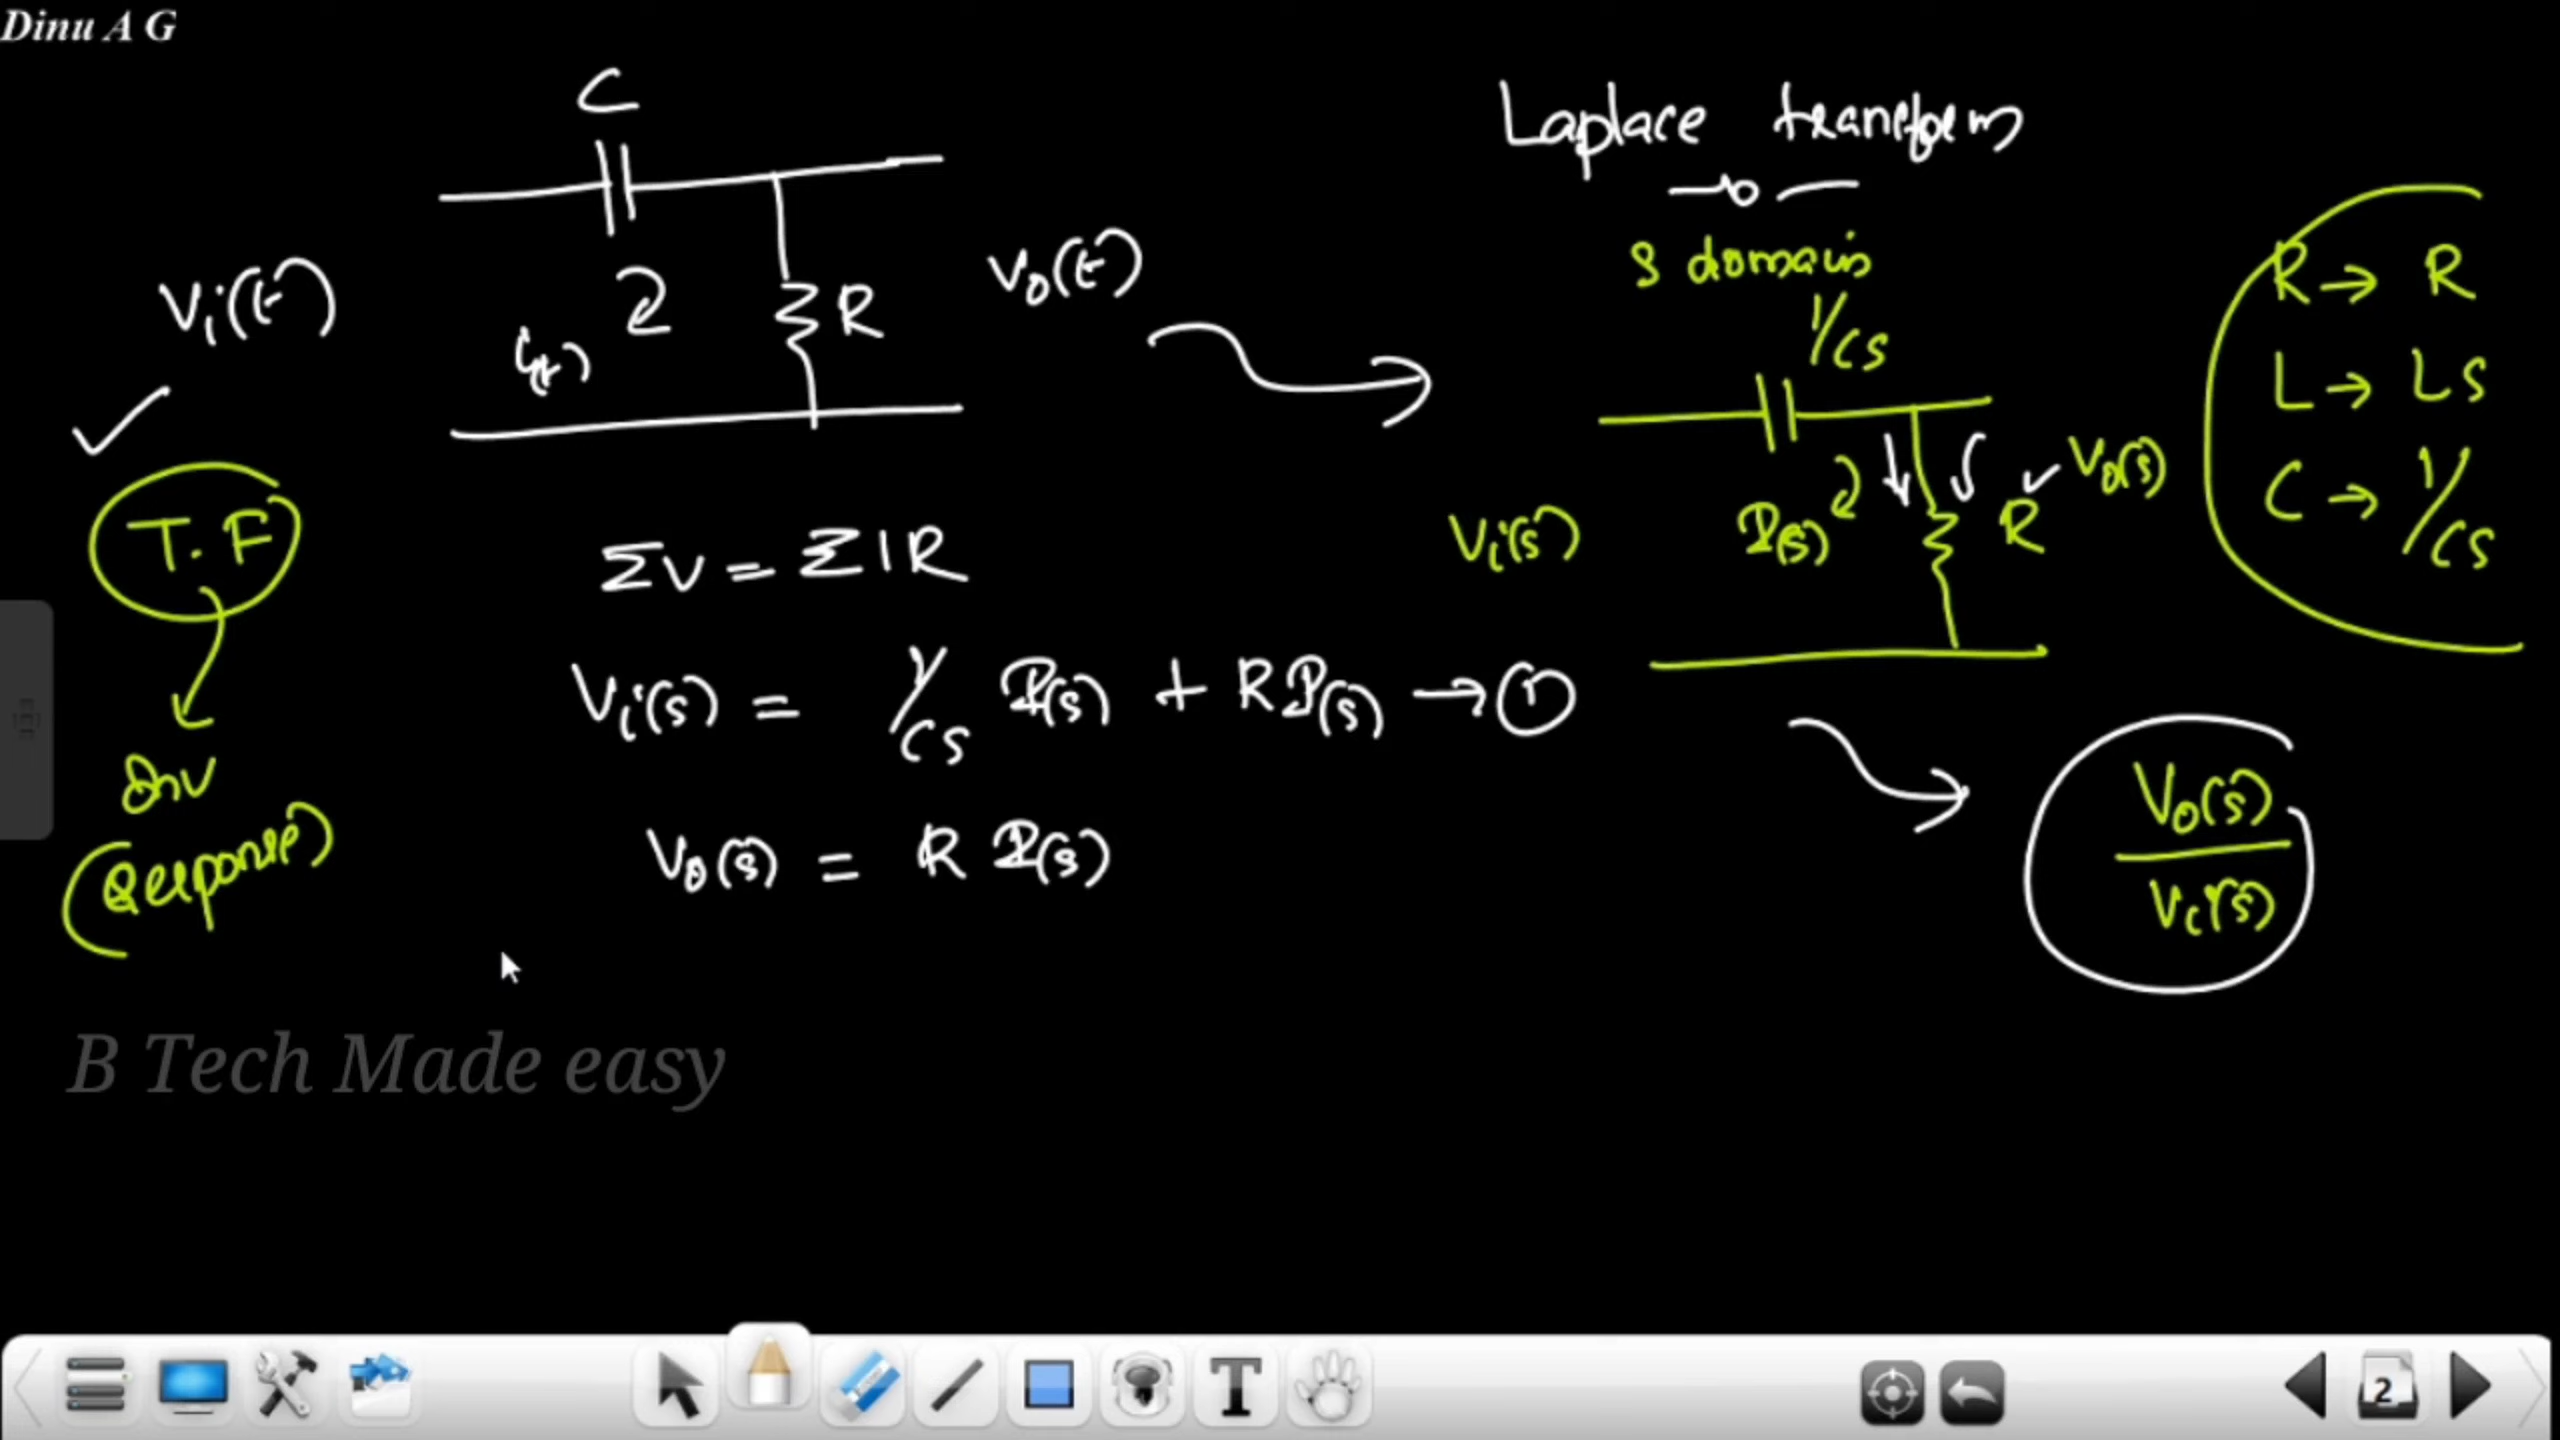 Dinu A G
C
Laplace transform
S domain
Vi(t)
i(t)
R
Vo(t)
1/CS
R → R
L → LS
C → 1/CS
Vi(s)
I(s)
R
Vo(s)
T.F
ΣV = ΣIR
Vi(s) = 1/CS I(s) + R I(s) → 1
Inv
(Response)
Vo(s) = R I(s)
Vo(s)
Vi(s)
B Tech Made easy
T
2